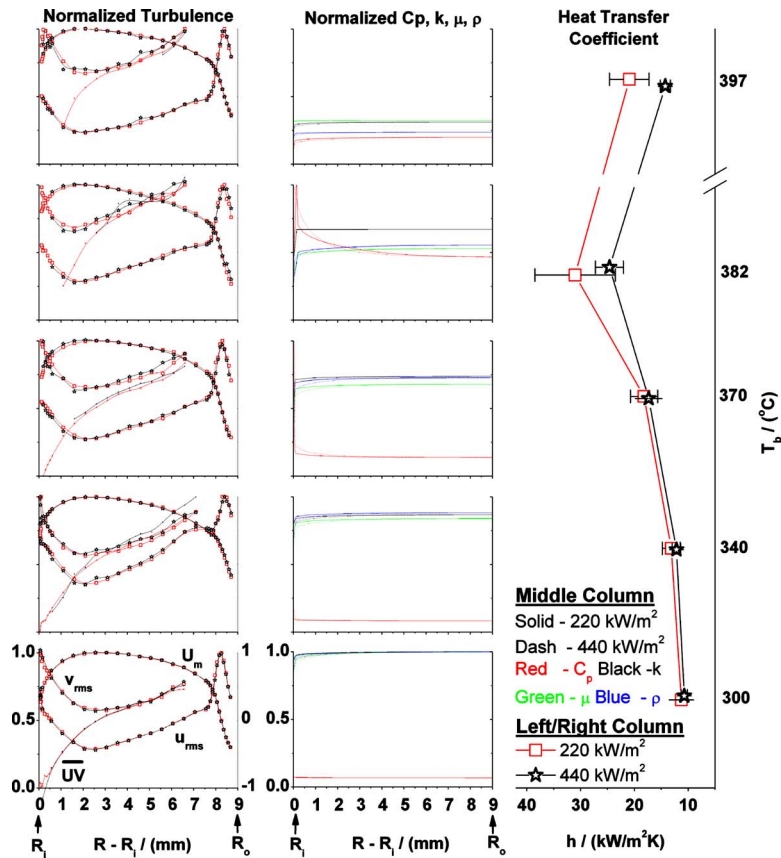 Normalized Turbulence
Normalized Cp, k, μ, ρ
Heat Transfer
Coefficient
397
382
370
340
300
T_b / (°C)
Middle Column
Solid - 220 kW/m²
Dash - 440 kW/m²
Red - C_p Black -k
Green - μ Blue - ρ
Left/Right Column
220 kW/m²
440 kW/m²
1.0
0.5
0.0
U_m
v_rms
u_rms
UV
1
0
-1
1.0
0.5
0.0
0 1 2 3 4 5 6 7 8 9
0 1 2 3 4 5 6 7 8 9
40 30 20 10
R_i
R - R_i / (mm)
R_o
R_i
R - R_i / (mm)
R_o
h / (kW/m²K)